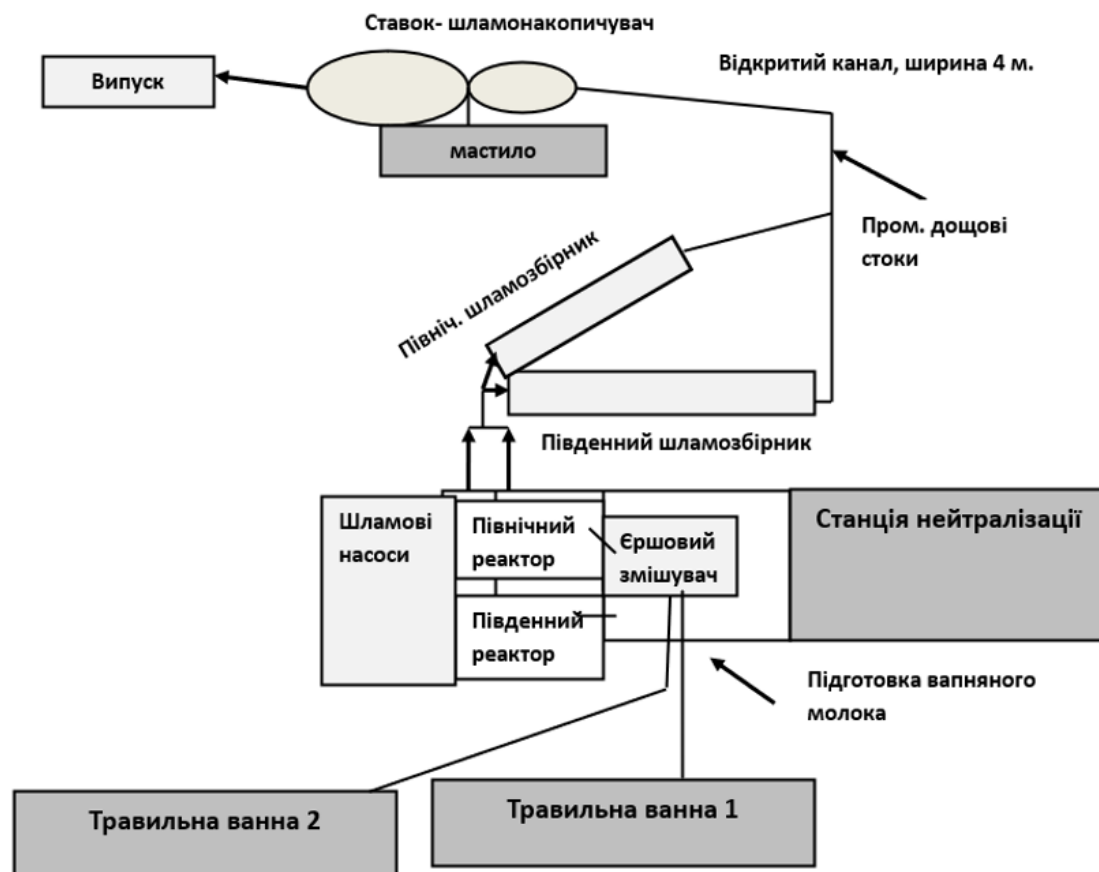 Ставок- шламонакопичувач
Відкритий канал, ширина 4 м.
Випуск
мастило
Пром. дощові
стоки
Північ. шламозбірник
Південний шламозбірник
Шламові
насоси
Північного
реактор
Єршовий
змішувач
Станція нейтралізації
Південний
реактор
Підготовка вапняного
молока
Травильна ванна 2
Травильна ванна 1